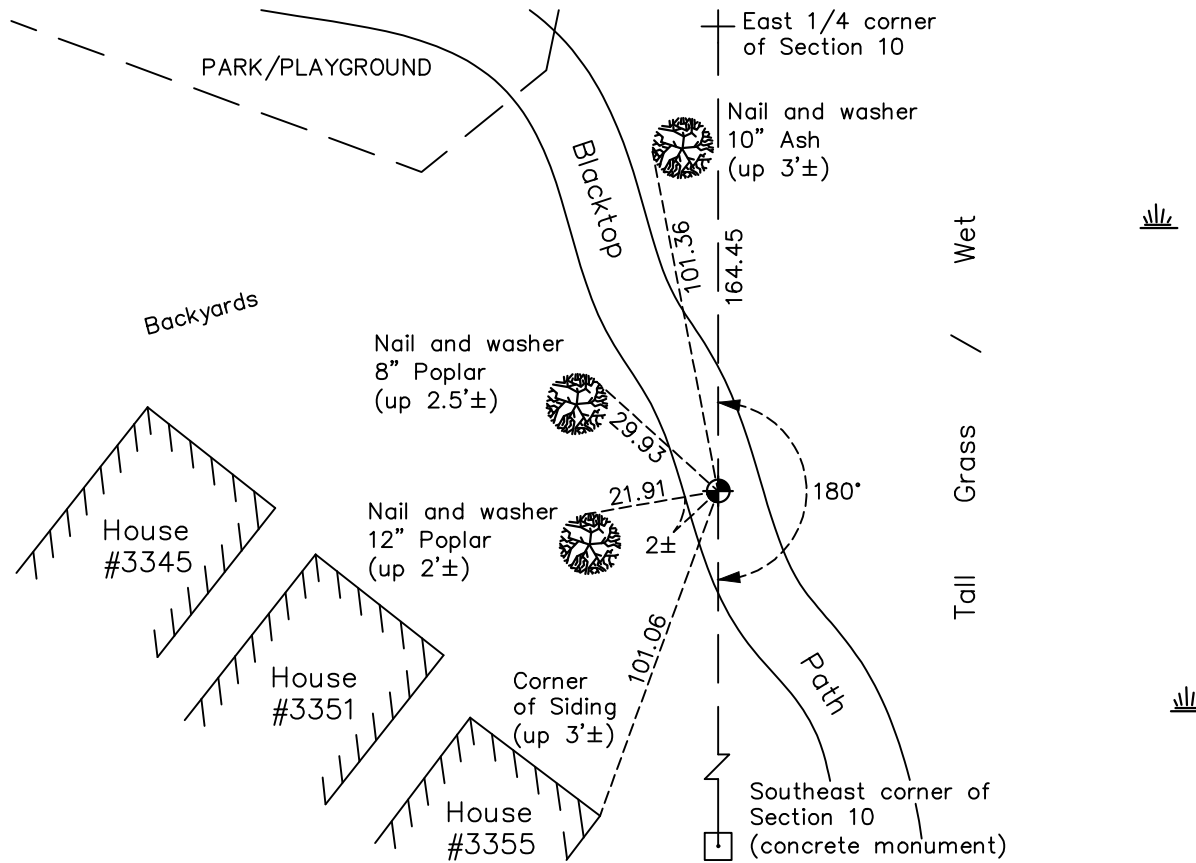 East 1/4 corner
of Section 10
PARK/PLAYGROUND
Nail and washer
10" Ash
(up 3'±)
Blacktop
101.36
164.45
Wet
/
Grass
Tall
Backyards
Nail and washer
8" Poplar
(up 2.5'±)
29.93
21.91
180°
Nail and washer
12" Poplar
(up 2'±)
2±
House
#3345
101.06
House
#3351
Corner
of Siding
(up 3'±)
Path
House
#3355
Southeast corner of
Section 10
(concrete monument)